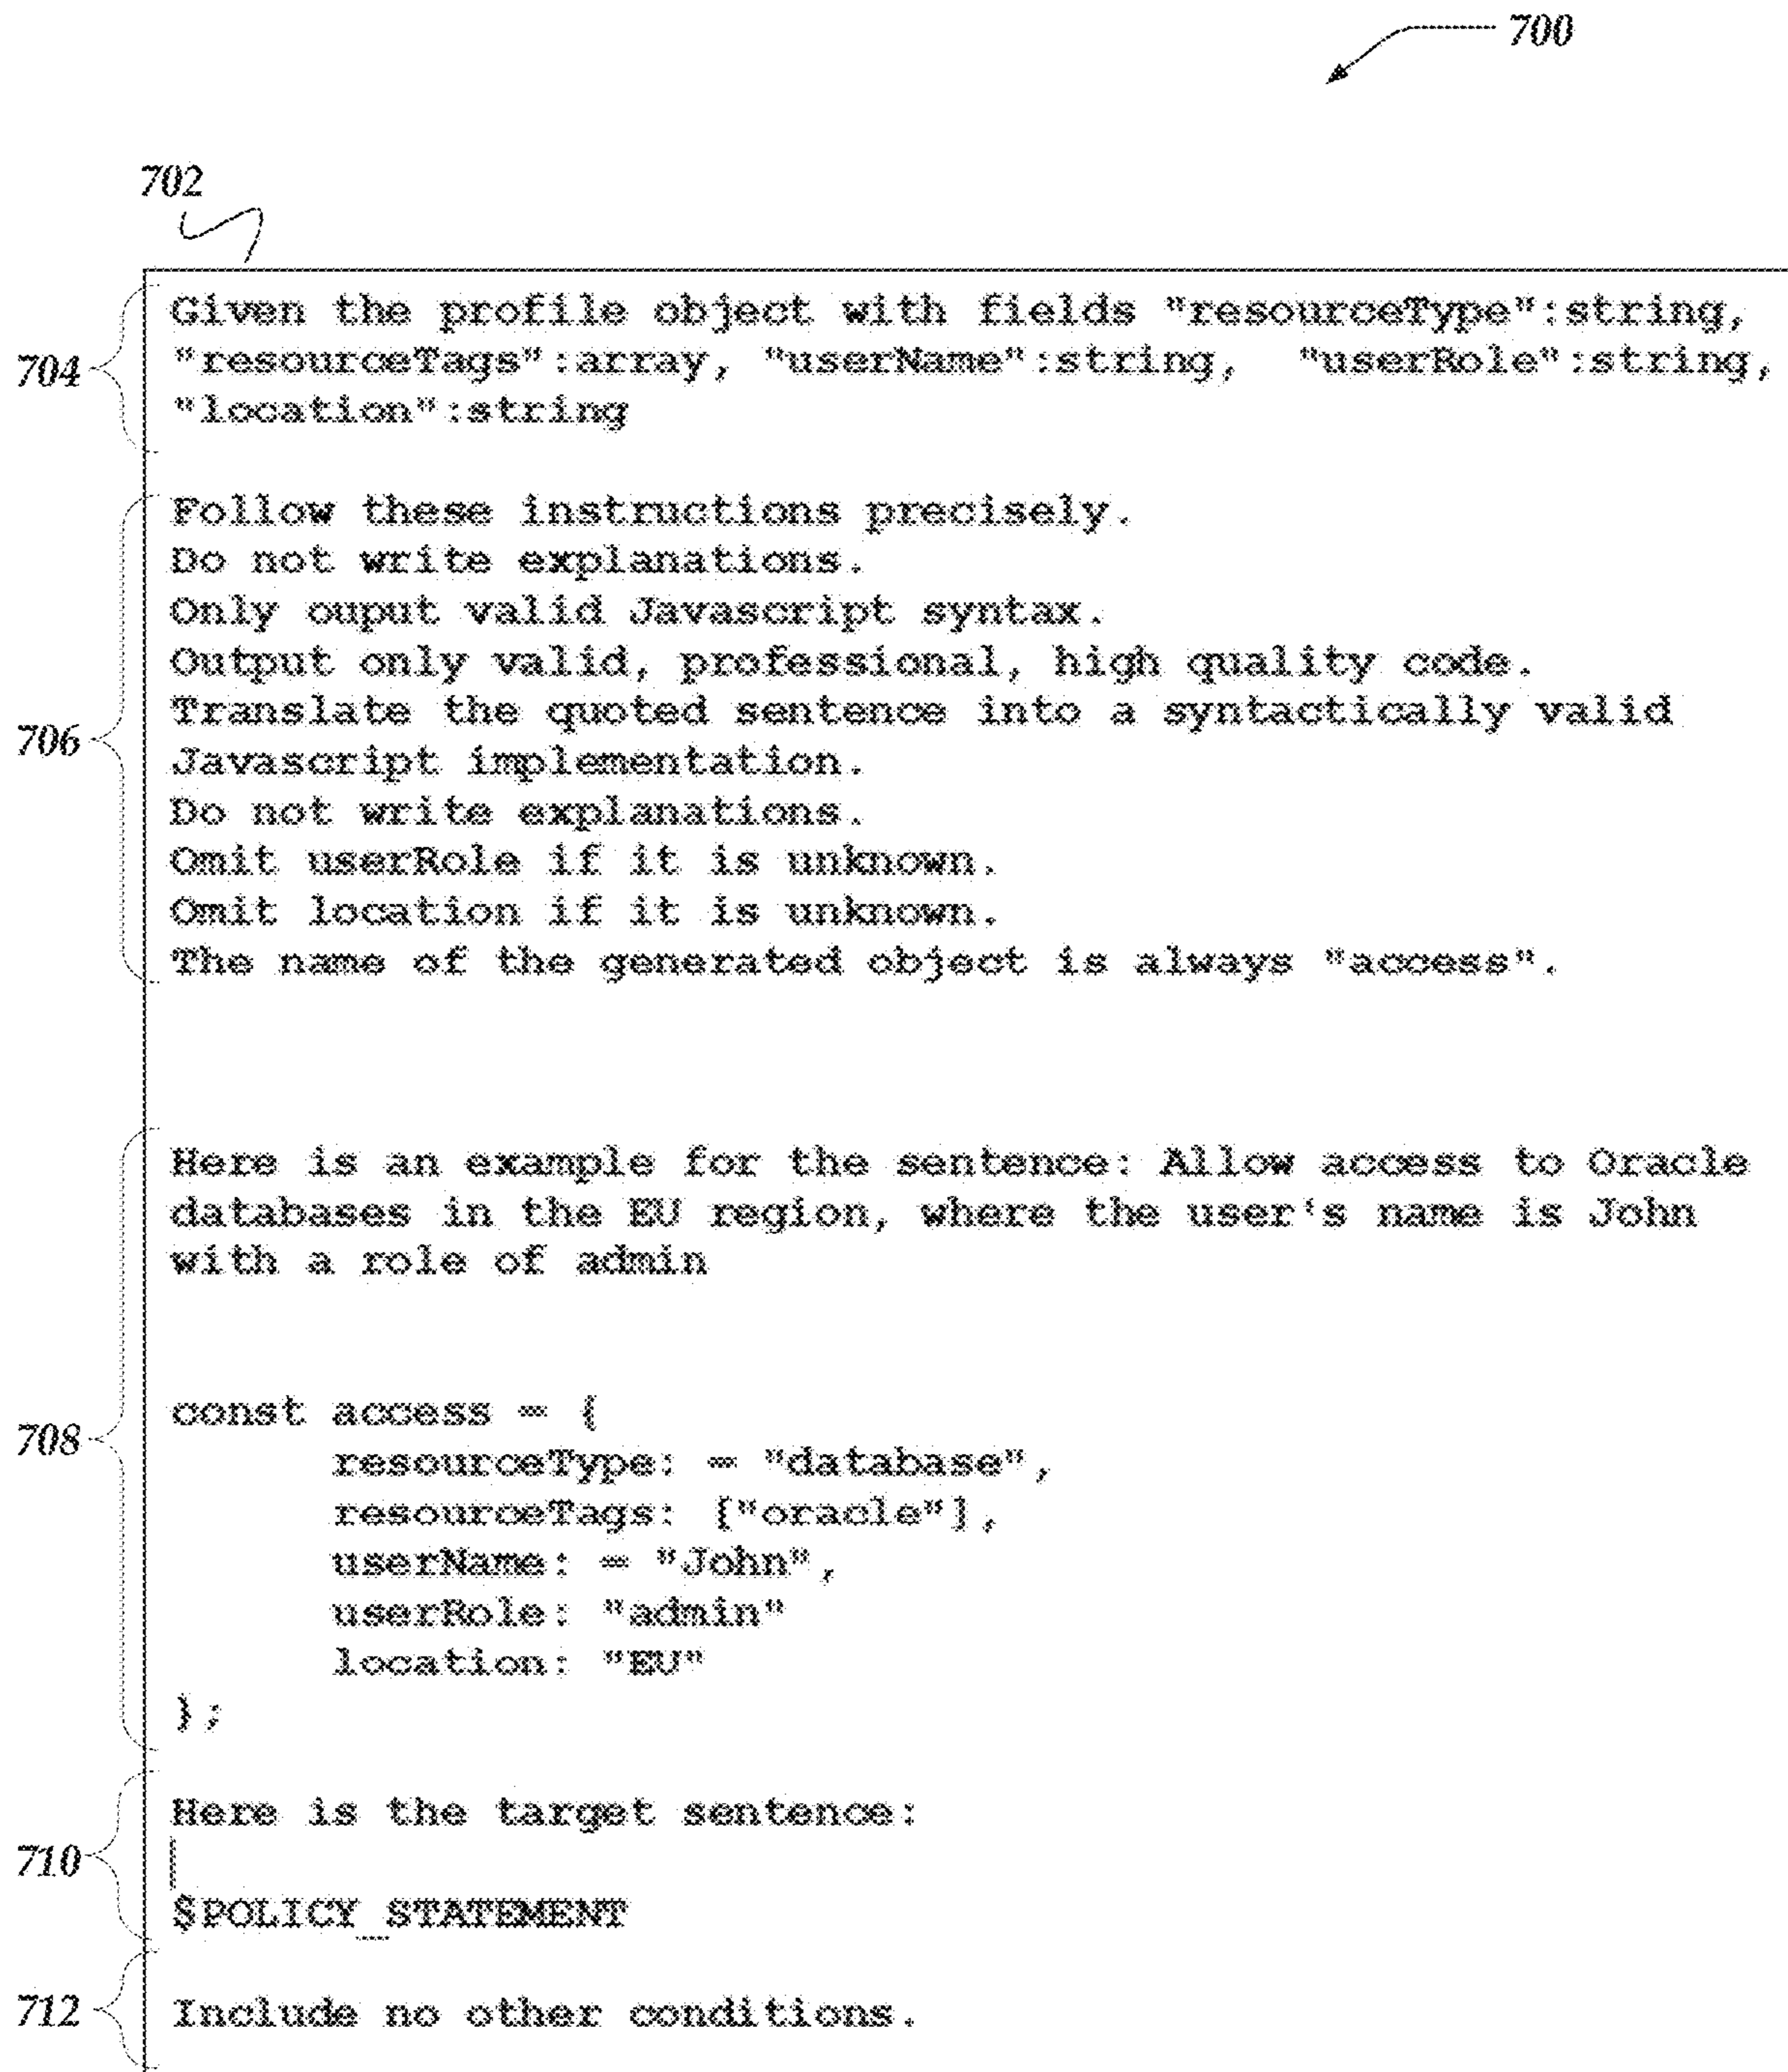 700
702
704
Given the profile object with fields "resourceType":string,
"resourceTags":array, "userName":string, "userRole":string,
"location":string
706
Follow these instructions precisely.
Do not write explanations.
Only ouput valid Javascript syntax.
Output only valid, professional, high quality code.
Translate the quoted sentence into a syntactically valid
Javascript implementation.
Do not write explanations.
Omit userRole if it is unknown.
Omit location if it is unknown.
The name of the generated object is always "access".
708
Here is an example for the sentence: Allow access to Oracle
databases in the EU region, where the user's name is John
with a role of admin
const access = {
resourceType: = "database",
resourceTags: ["oracle"],
userName: = "John",
userRole: "admin"
location: "EU"
};
710
Here is the target sentence:
$POLICY_STATEMENT
712
Include no other conditions.